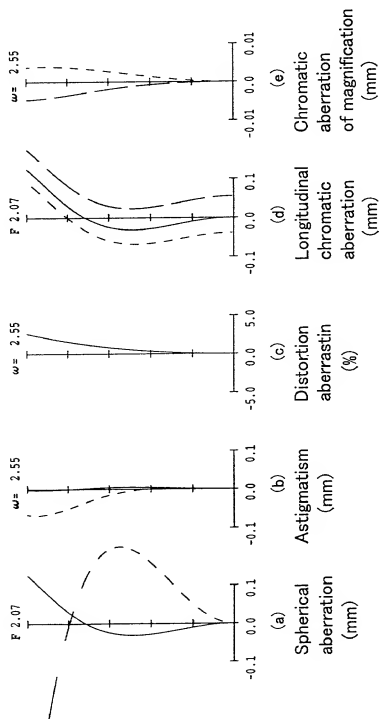 F 2.07
-0.1 0.0 0.1
(a)
Spherical
aberration
(mm)
ω= 2.55
-0.1 0.0 0.1
(b)
Astigmatism
(mm)
ω= 2.55
-5.0 0.0 5.0
(c)
Distortion
aberrastin
(%)
F 2.07
-0.1 0.0 0.1
(d)
Longitudinal
chromatic
aberration
(mm)
ω= 2.55
-0.01 0.0 0.01
(e)
Chromatic
aberration
of magnification
(mm)